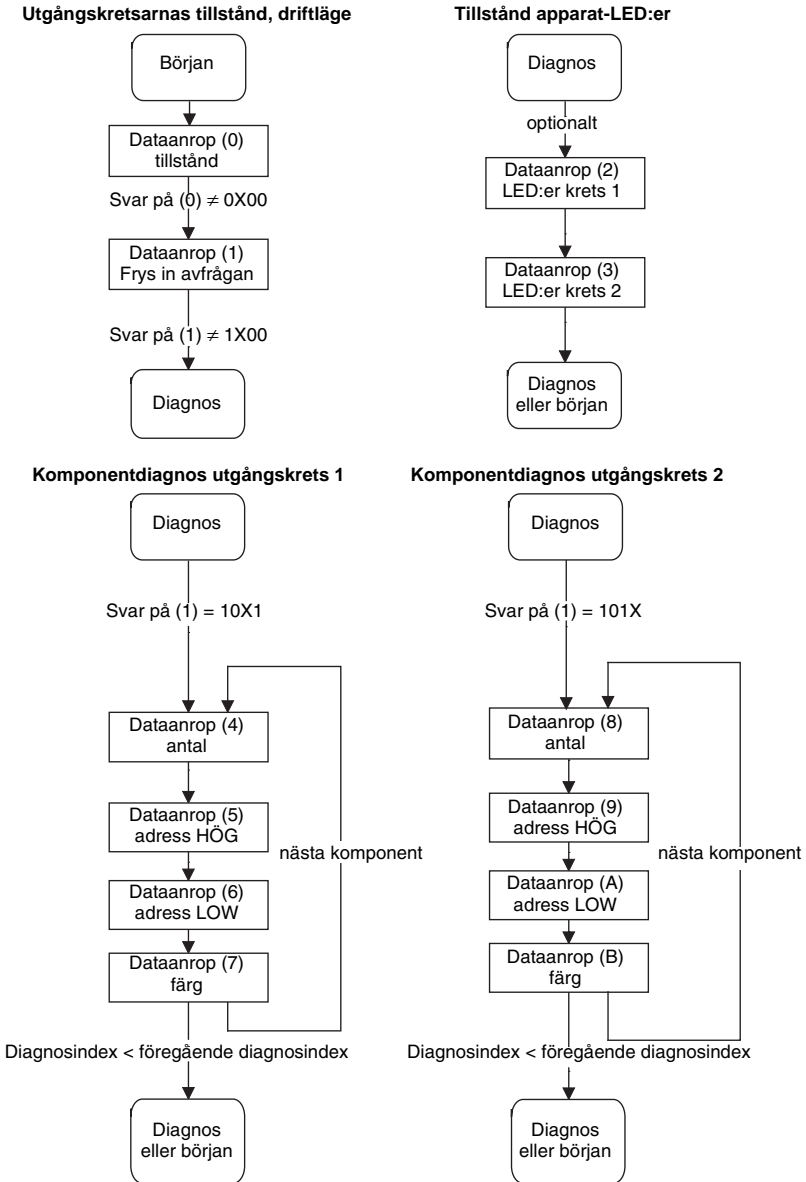 Utgångskretsarnas tillstånd, driftläge
Början
Dataanrop (0)
tillstånd
Svar på (0) ≠ 0X00
Dataanrop (1)
Frys in avfrågan
Svar på (1) ≠ 1X00
Diagnos
Tillstånd apparat-LED:er
Diagnos
optionalt
Dataanrop (2)
LED:er krets 1
Dataanrop (3)
LED:er krets 2
Diagnos
eller början
Komponentdiagnos utgångskrets 1
Diagnos
Svar på (1) = 10X1
Dataanrop (4)
antal
Dataanrop (5)
adress HÖG
nästa komponent
Dataanrop (6)
adress LOW
Dataanrop (7)
färg
Diagnosindex < föregående diagnosindex
Diagnos
eller början
Komponentdiagnos utgångskrets 2
Diagnos
Svar på (1) = 101X
Dataanrop (8)
antal
Dataanrop (9)
adress HÖG
nästa komponent
Dataanrop (A)
adress LOW
Dataanrop (B)
färg
Diagnosindex < föregående diagnosindex
Diagnos
eller början